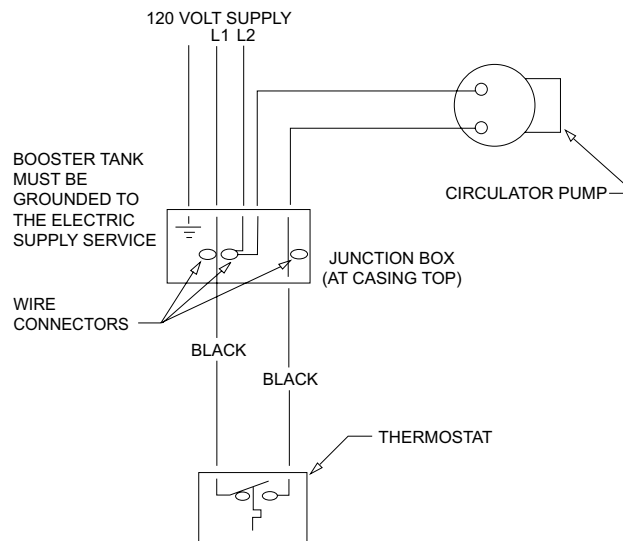 120 VOLT SUPPLY
L1 L2
BOOSTER TANK
MUST BE
GROUNDED TO
THE ELECTRIC
SUPPLY SERVICE
CIRCULATOR PUMP
JUNCTION BOX
(AT CASING TOP)
WIRE
CONNECTORS
BLACK
BLACK
THERMOSTAT